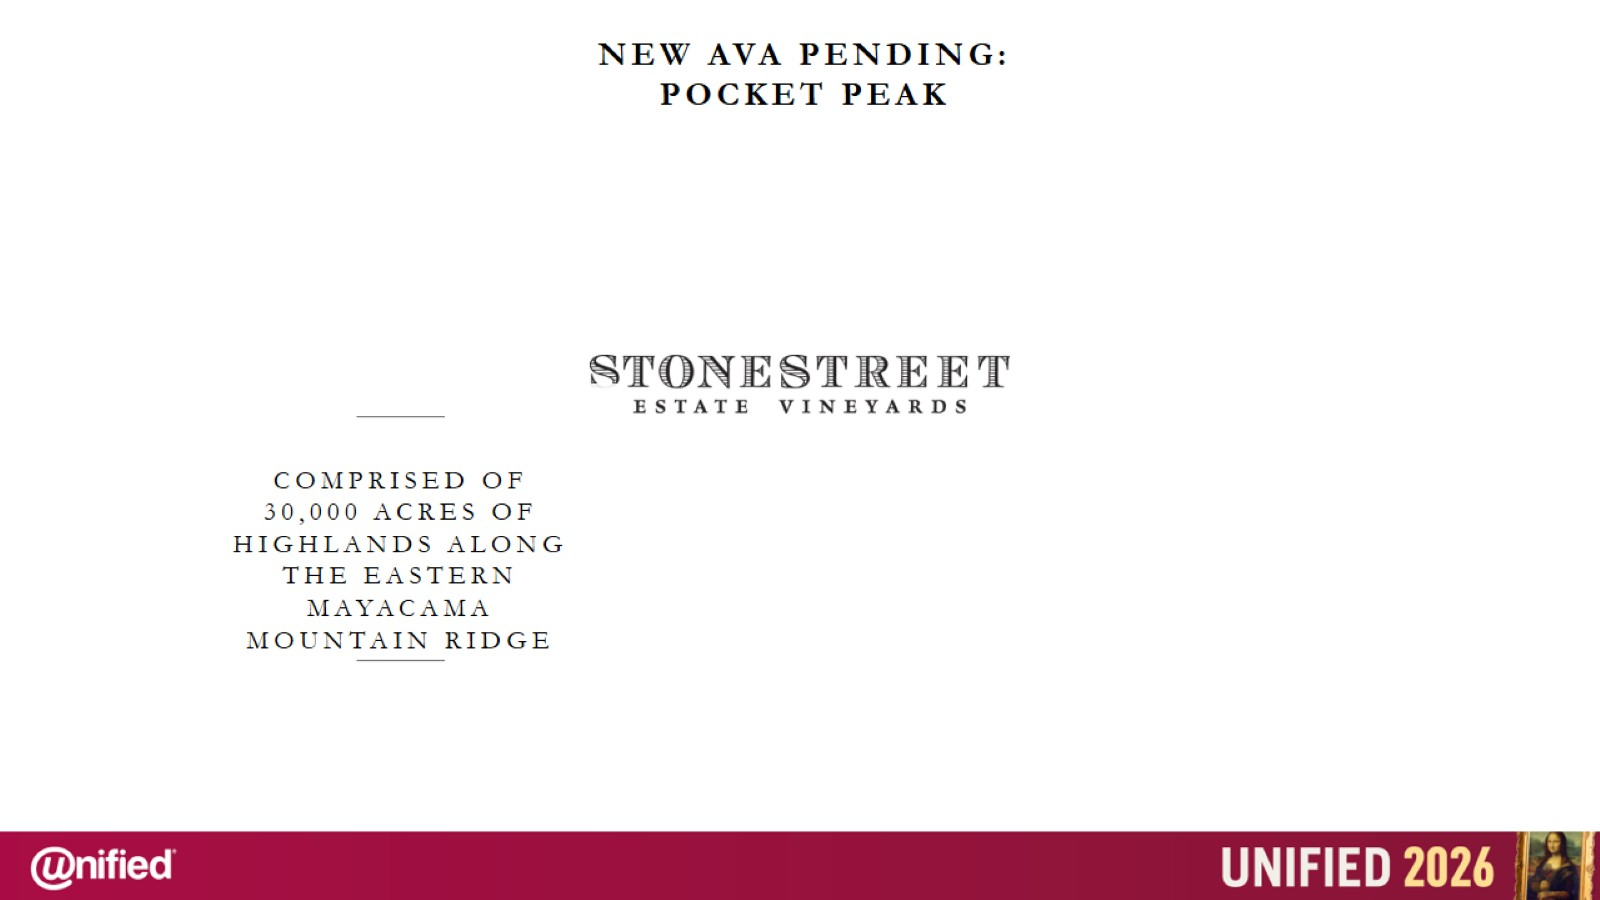 NEW AVA PENDING:
POCKET PEAK
STONESTREET
ESTATE VINEYARDS
COMPRISED OF
30,000 ACRES OF
HIGHLANDS ALONG
THE EASTERN
MAYACAMA
MOUNTAIN RIDGE
unified
UNIFIED 2026